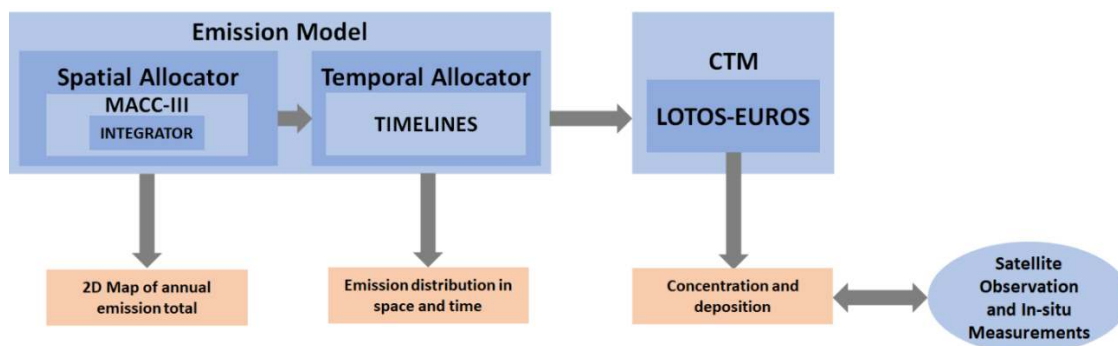 Emission Model
Spatial Allocator
MACC-III
INTEGRATOR
Temporal Allocator
TIMELINES
CTM
LOTOS-EUROS
2D Map of annual
emission total
Emission distribution in
space and time
Concentration and
deposition
Satellite
Observation
and In-situ
Measurements